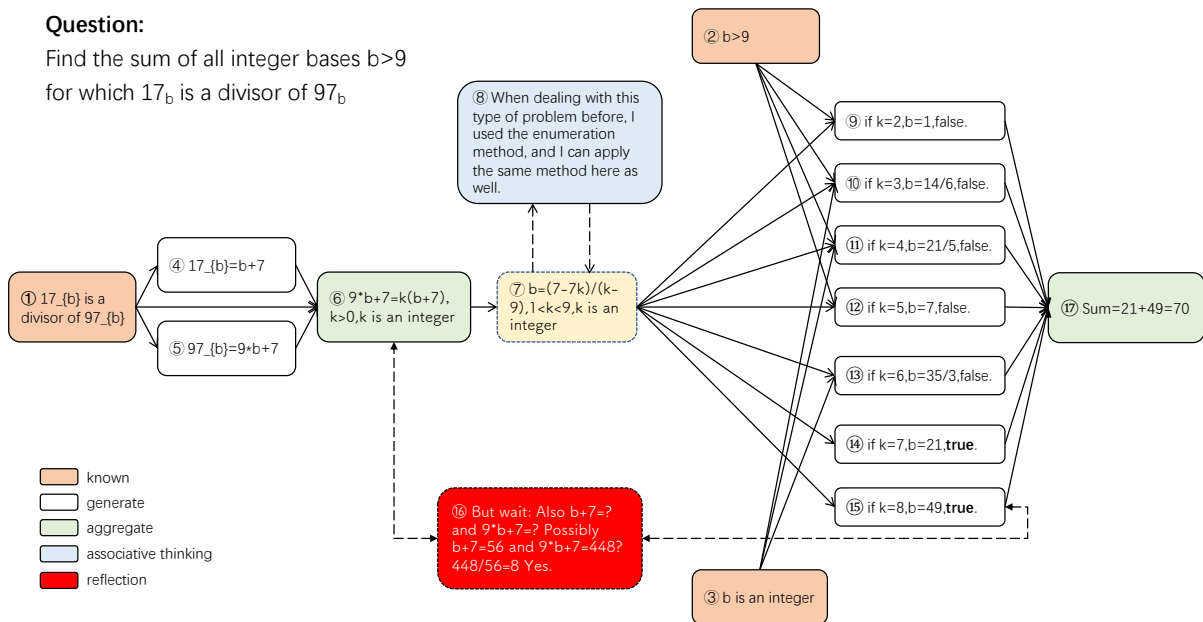 Question:
Find the sum of all integer bases b>9
for which 17_b is a divisor of 97_b
② b>9
⑧ When dealing with this
type of problem before, I
used the enumeration
method, and I can apply
the same method here as
well.
⑨ if k=2,b=1,false.
⑩ if k=3,b=14/6,false.
⑪ if k=4,b=21/5,false.
④ 17_{b}=b+7
① 17_{b} is a
divisor of 97_{b}
⑥ 9*b+7=k(b+7),
k>0,k is an integer
⑦ b=(7-7k)/(k-
9),1<k<9,k is an
integer
⑫ if k=5,b=7,false.
⑰ Sum=21+49=70
⑤ 97_{b}=9*b+7
⑬ if k=6,b=35/3,false.
⑭ if k=7,b=21,true.
⑮ if k=8,b=49,true.
known
generate
aggregate
associative thinking
reflection
⑯ But wait: Also b+7=?
and 9*b+7=? Possibly
b+7=56 and 9*b+7=448?
448/56=8 Yes.
③ b is an integer